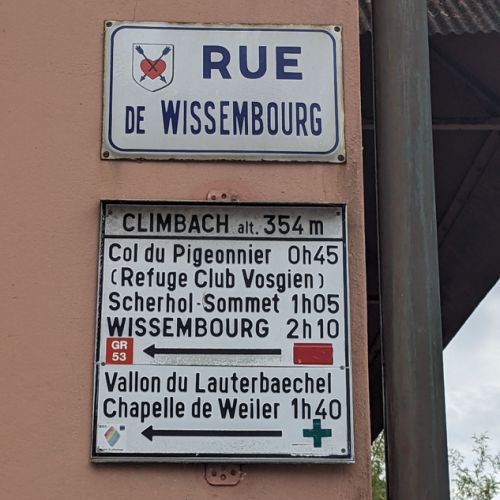 RUE
DE WISSEMBOURG
CLIMBACH alt. 354 m
Col du Pigeonnier 0h45
(Refuge Club Vosgien)
Scherhol-Sommet 1h05
WISSEMBOURG 2h10
GR
53
Vallon du Lauterbaechel
Chapelle de Weiler 1h40